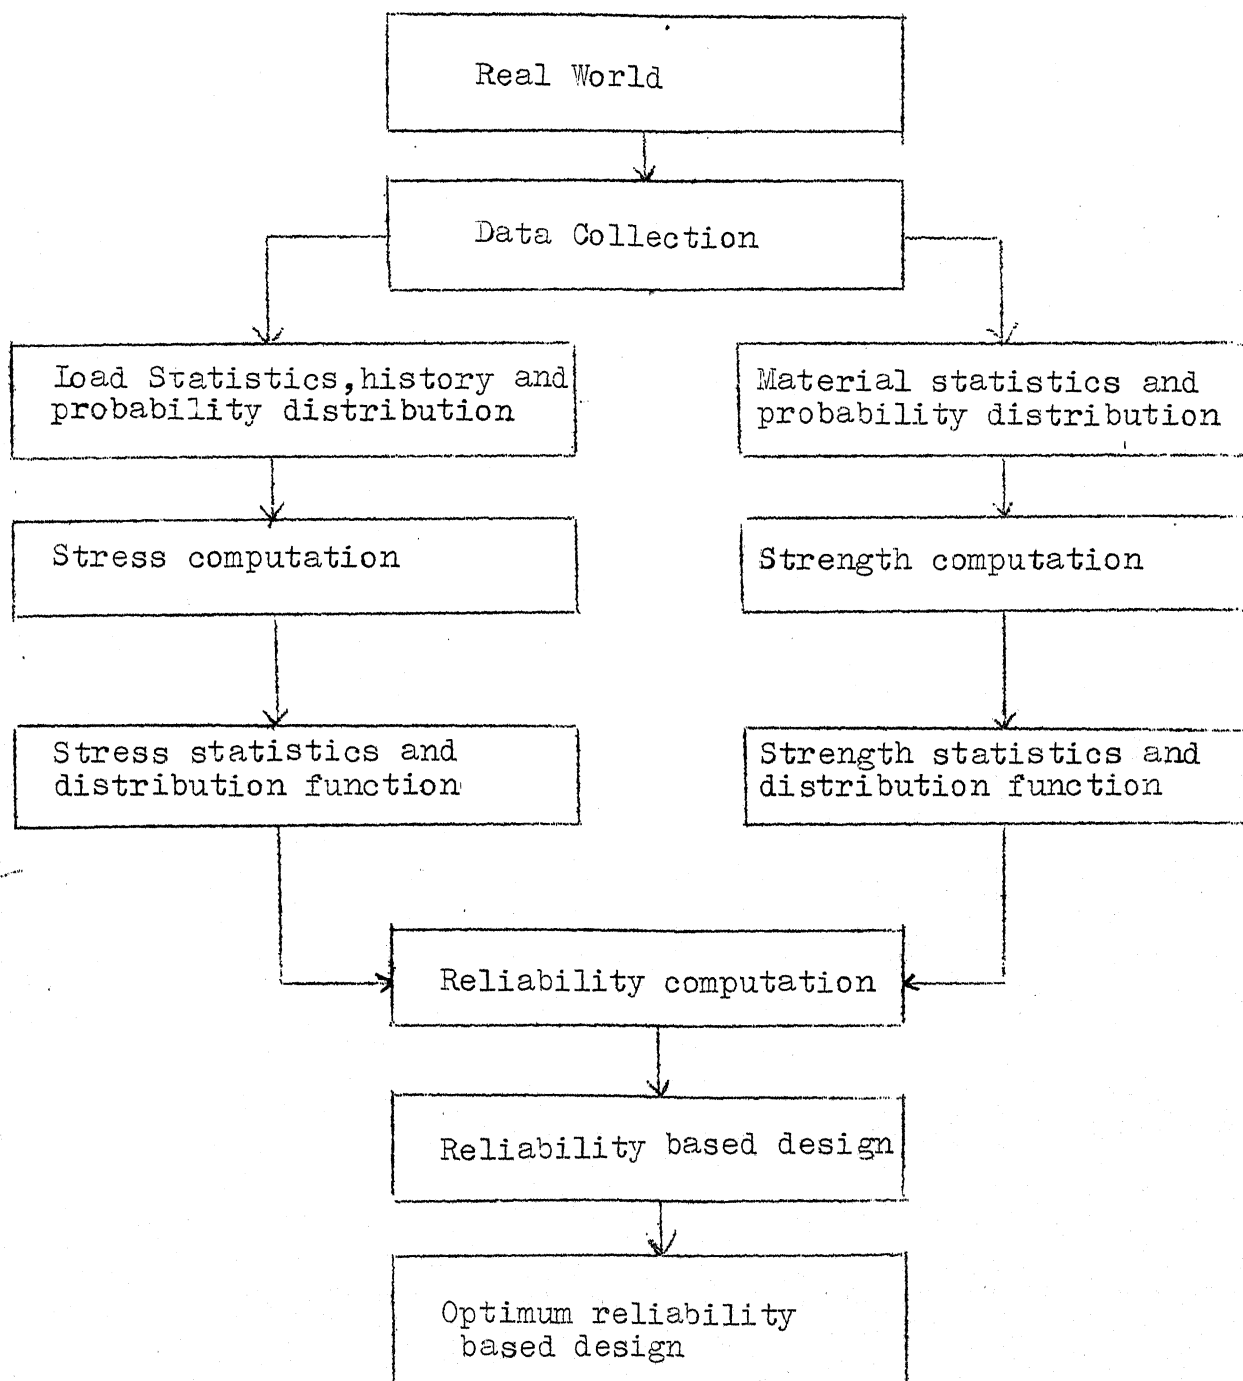 Real World
Data Collection
Load Statistics,history and
probability distribution
Material statistics and
probability distribution
Stress computation
Strength computation
Stress statistics and
distribution function
Strength statistics and
distribution function
Reliability computation
Reliability based design
Optimum reliability
based design